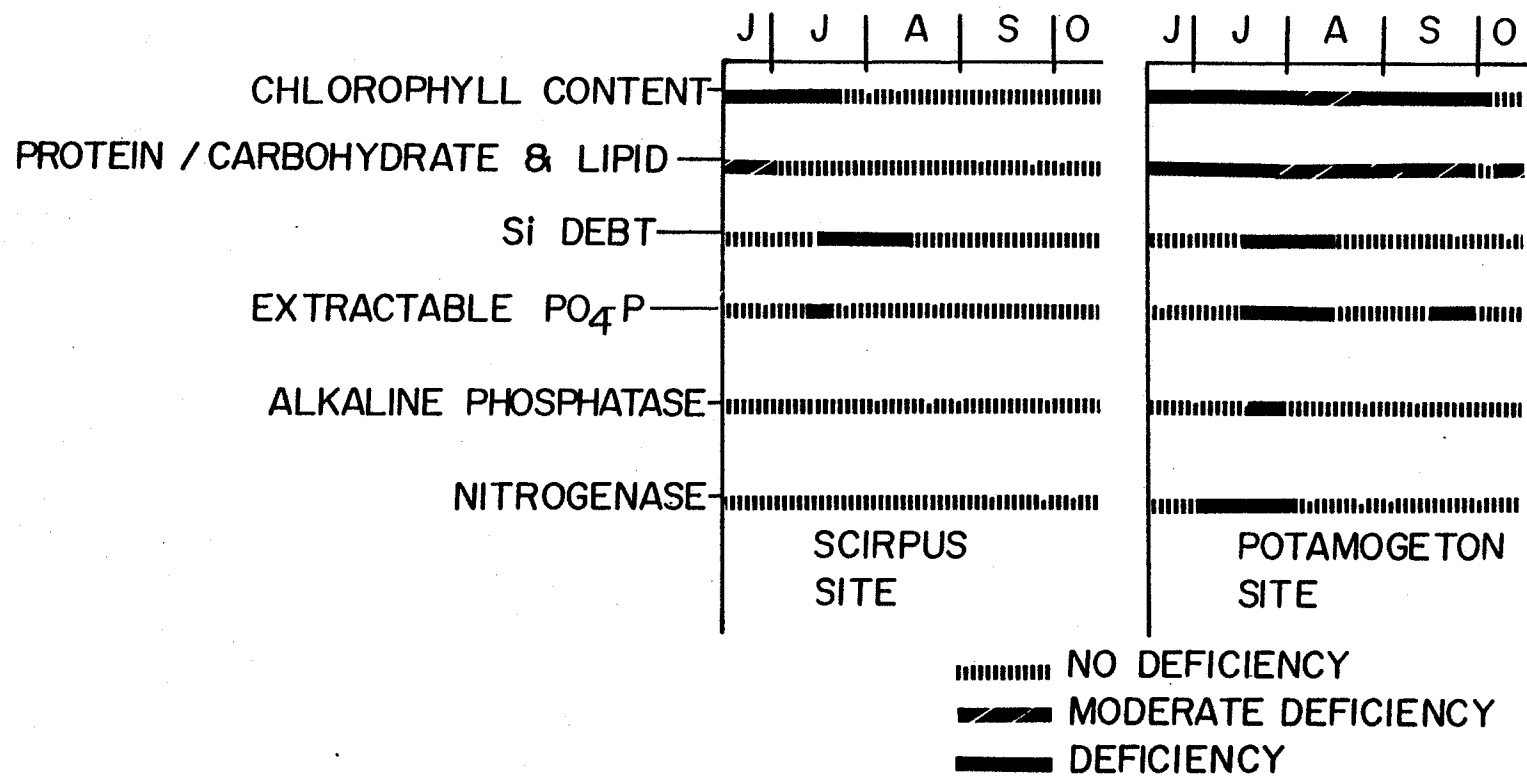 J J A S O J J A S O
CHLOROPHYLL CONTENT
PROTEIN / CARBOHYDRATE & LIPID
Si DEBT
EXTRACTABLE PO4-P
ALKALINE PHOSPHATASE
NITROGENASE
SCIRPUS
SITE
POTAMOGETON
SITE
NO DEFICIENCY
MODERATE DEFICIENCY
DEFICIENCY